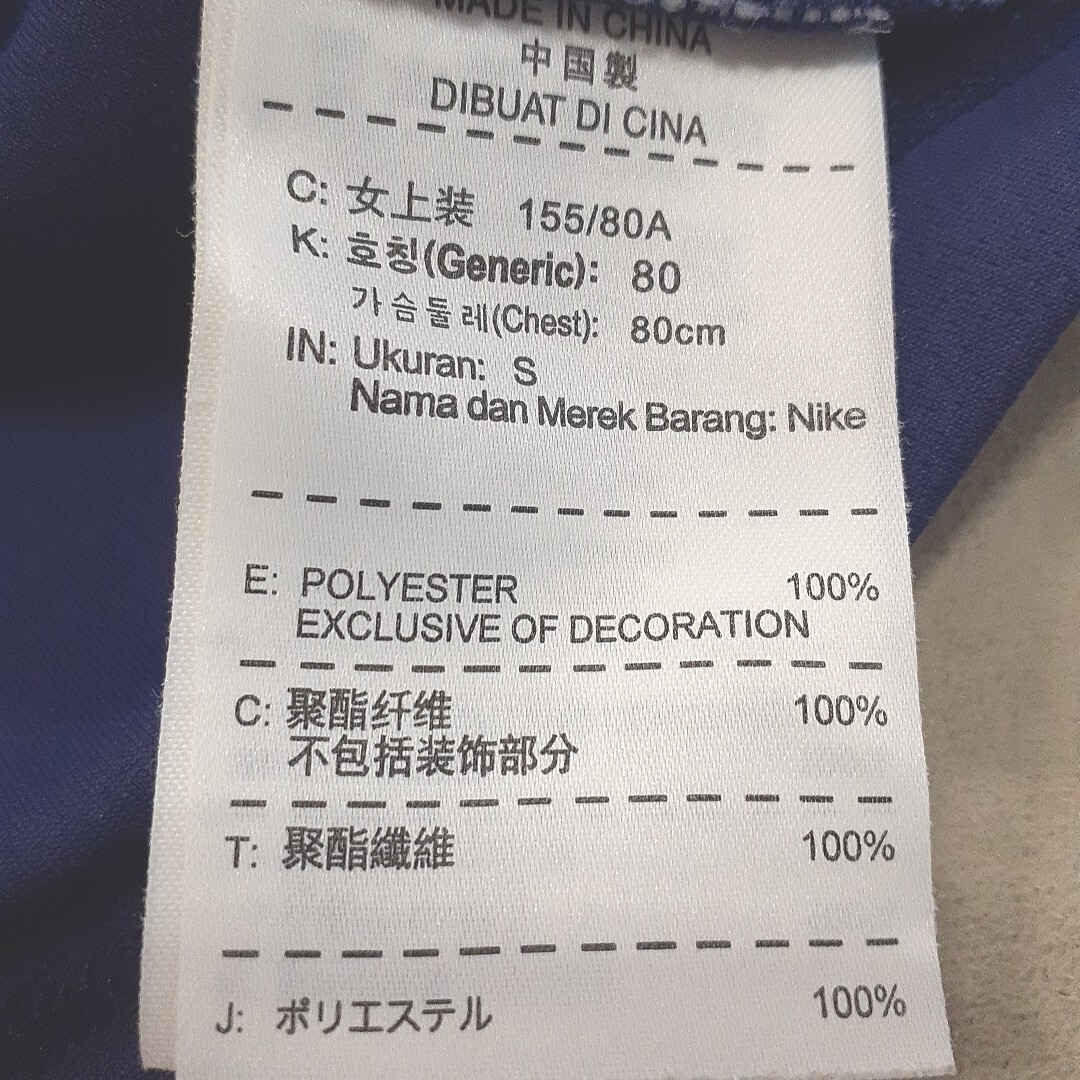 MADE IN CHINA
中国製
DIBUAT DI CINA
C: 女上装 155/80A
K: 호칭(Generic): 80
가슴둘레(Chest): 80cm
IN: Ukuran: S
Nama dan Merek Barang: Nike
E: POLYESTER 100%
EXCLUSIVE OF DECORATION
C: 聚酯纤维 100%
不包括装饰部分
T: 聚酯纖維 100%
J: ポリエステル 100%